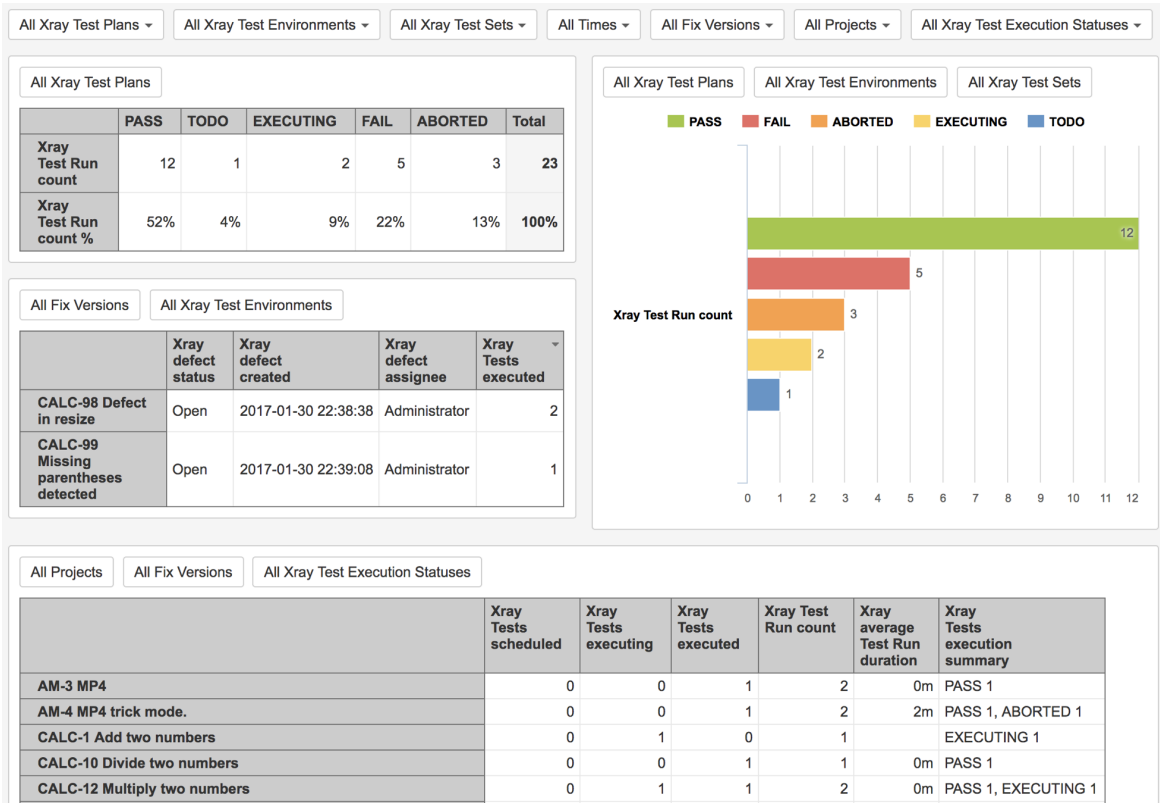 All Xray Test Plans All Xray Test Environments All Xray Test Sets All Times All Fix Versions All Projects All Xray Test Execution Statuses
All Xray Test Plans
PASS TODO EXECUTING FAIL ABORTED Total
Xray
Test Run
count
12 1 2 5 3 23
Xray
Test Run
count %
52% 4% 9% 22% 13% 100%
All Fix Versions All Xray Test Environments
Xray
defect
status
Xray
defect
created
Xray
defect
assignee
Xray
Tests
executed
CALC-98 Defect
in resize
Open 2017-01-30 22:38:38 Administrator 2
CALC-99
Missing
parentheses
detected
Open 2017-01-30 22:39:08 Administrator 1
All Xray Test Plans All Xray Test Environments All Xray Test Sets
PASS FAIL ABORTED EXECUTING TODO
12
5
Xray Test Run count 3
2
1
0 1 2 3 4 5 6 7 8 9 10 11 12
All Projects All Fix Versions All Xray Test Execution Statuses
Xray
Tests
scheduled
Xray
Tests
executing
Xray
Tests
executed
Xray Test
Run count
Xray
average
Test Run
duration
Xray
Tests
execution
summary
AM-3 MP4 0 0 1 2 0m PASS 1
AM-4 MP4 trick mode. 0 0 1 2 2m PASS 1, ABORTED 1
CALC-1 Add two numbers 0 1 0 1 EXECUTING 1
CALC-10 Divide two numbers 0 0 1 1 0m PASS 1
CALC-12 Multiply two numbers 0 1 1 2 0m PASS 1, EXECUTING 1